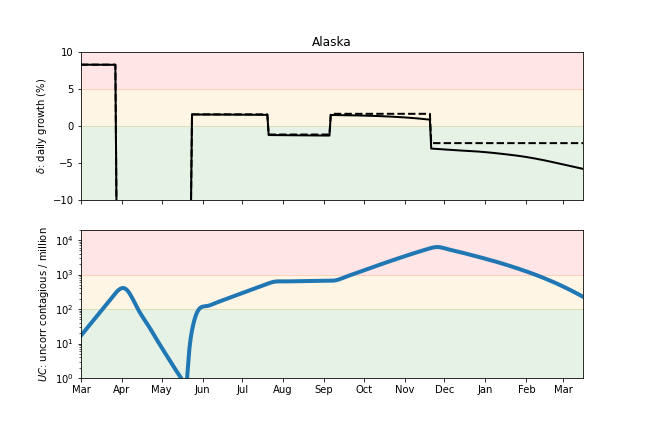 Alaska
δ: daily growth (%)
10
5
0
−5
−10
UC: uncorr contagious / million
10⁴
10³
10²
10¹
10⁰
Mar Apr May Jun Jul Aug Sep Oct Nov Dec Jan Feb Mar